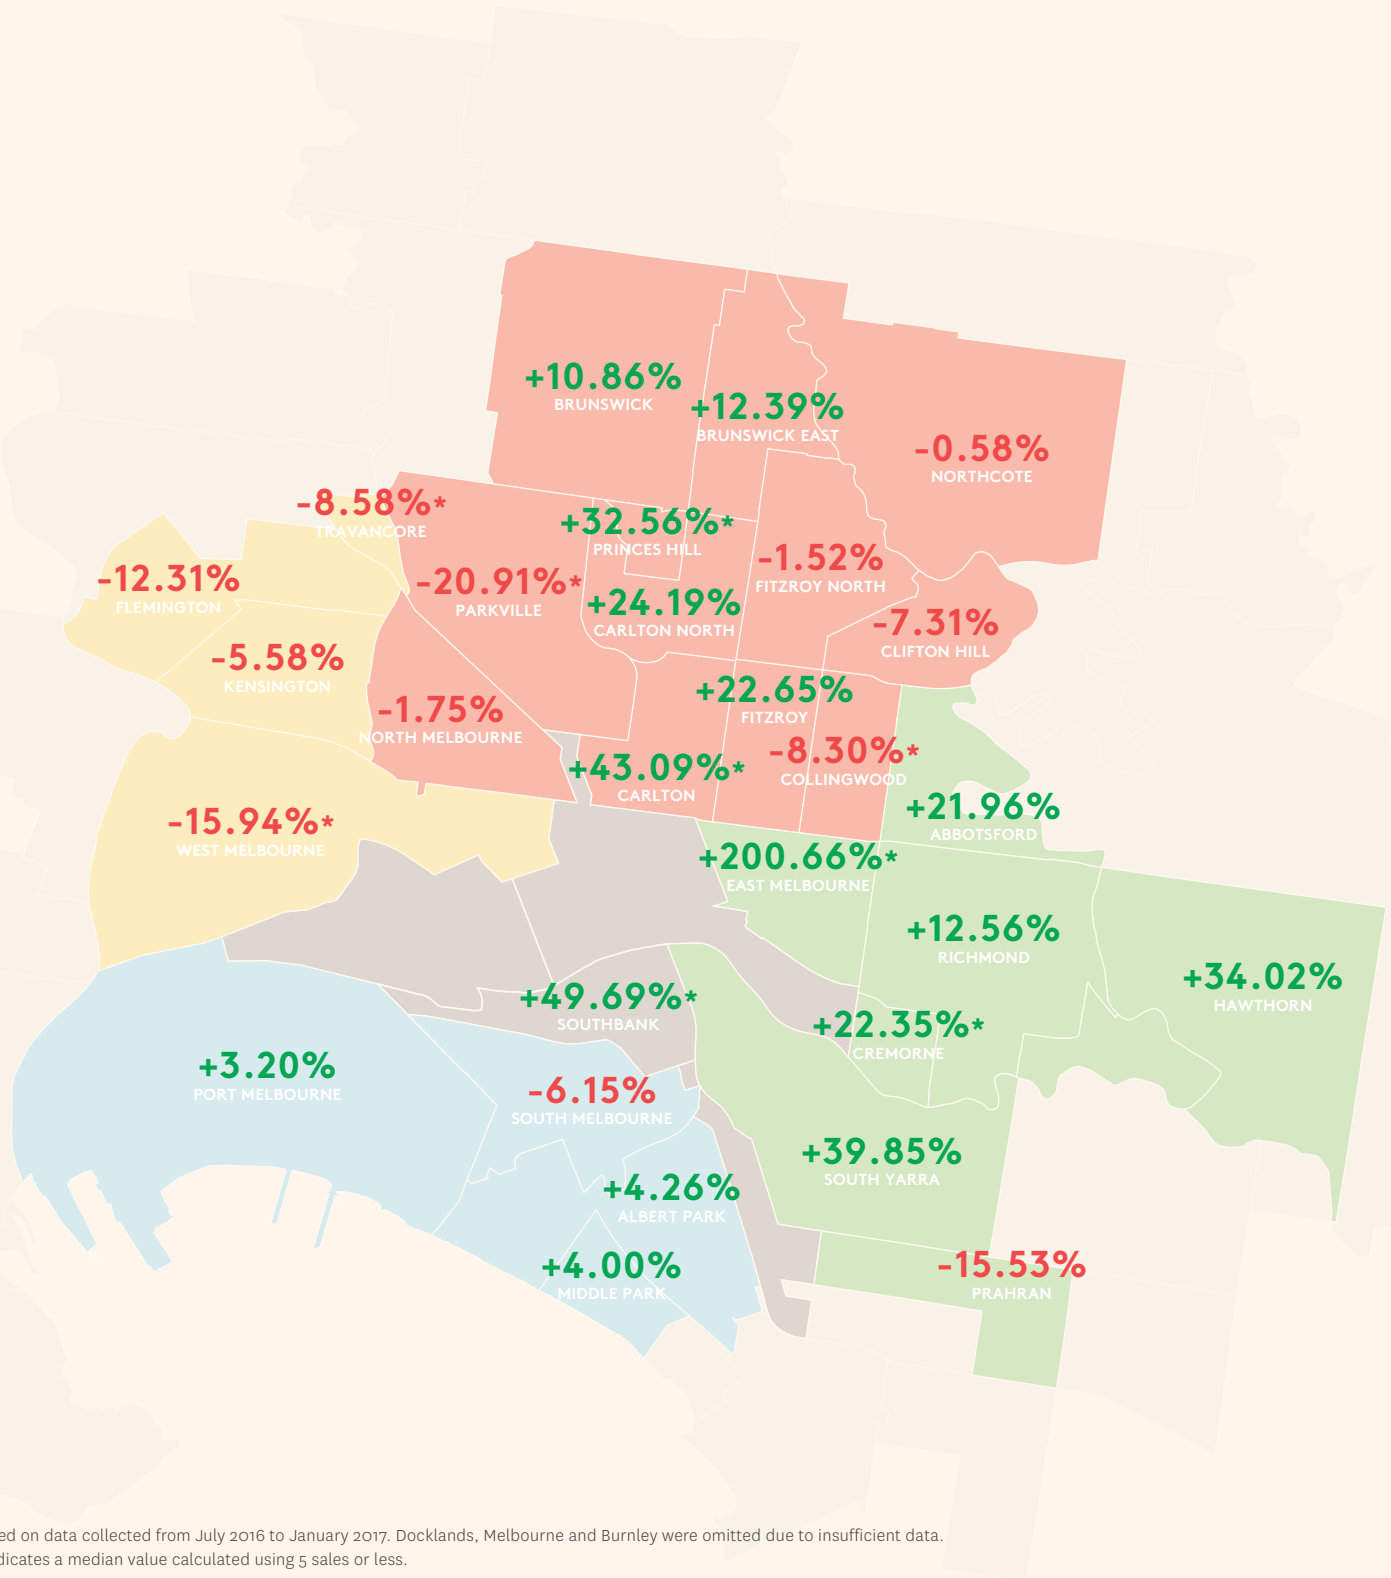 +10.86%
BRUNSWICK
+12.39%
BRUNSWICK EAST
-0.58%
NORTHCOTE
-8.58%*
TRAVANCORE
+32.56%*
PRINCES HILL
-1.52%
FITZROY NORTH
-12.31%
FLEMINGTON
-20.91%*
PARKVILLE
+24.19%
CARLTON NORTH
-7.31%
CLIFTON HILL
-5.58%
KENSINGTON
-1.75%
NORTH MELBOURNE
+22.65%
FITZROY
-8.30%*
COLLINGWOOD
+43.09%*
CARLTON
-15.94%*
WEST MELBOURNE
+21.96%
ABBOTSFORD
+200.66%*
EAST MELBOURNE
+12.56%
RICHMOND
+34.02%
HAWTHORN
+49.69%*
SOUTHBANK
+22.35%*
CREMORNE
+3.20%
PORT MELBOURNE
-6.15%
SOUTH MELBOURNE
+39.85%
SOUTH YARRA
+4.26%
ALBERT PARK
+4.00%
MIDDLE PARK
-15.53%
PRAHRAN
ed on data collected from July 2016 to January 2017. Docklands, Melbourne and Burnley were omitted due to insufficient data.
dicates a median value calculated using 5 sales or less.